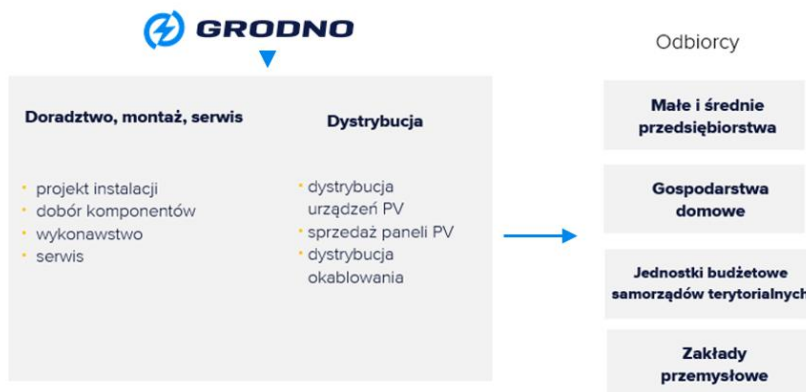 GRODNO
Doradztwo, montaż, serwis
projekt instalacji
dobór komponentów
wykonawstwo
serwis
Dystrybucja
dystrybucja
urządzeń PV
sprzedaż paneli PV
dystrybucja
okablowania
Odbiorcy
Małe i średnie
przedsiębiorstwa
Gospodarstwa
domowe
Jednostki budżetowe
samorządów terytorialnych
Zakłady
przemysłowe